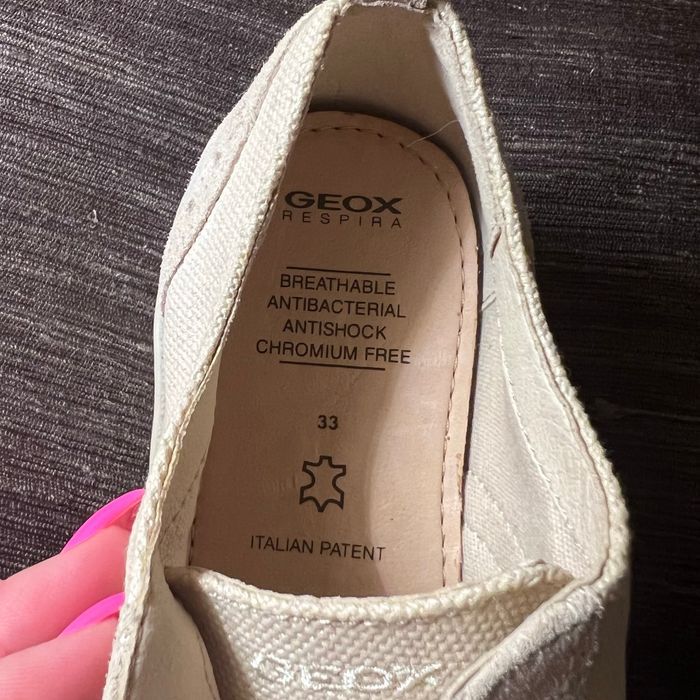 GEOX
RESPIRA
BREATHABLE
ANTIBACTERIAL
ANTISHOCK
CHROMIUM FREE
33
ITALIAN PATENT
GEOX